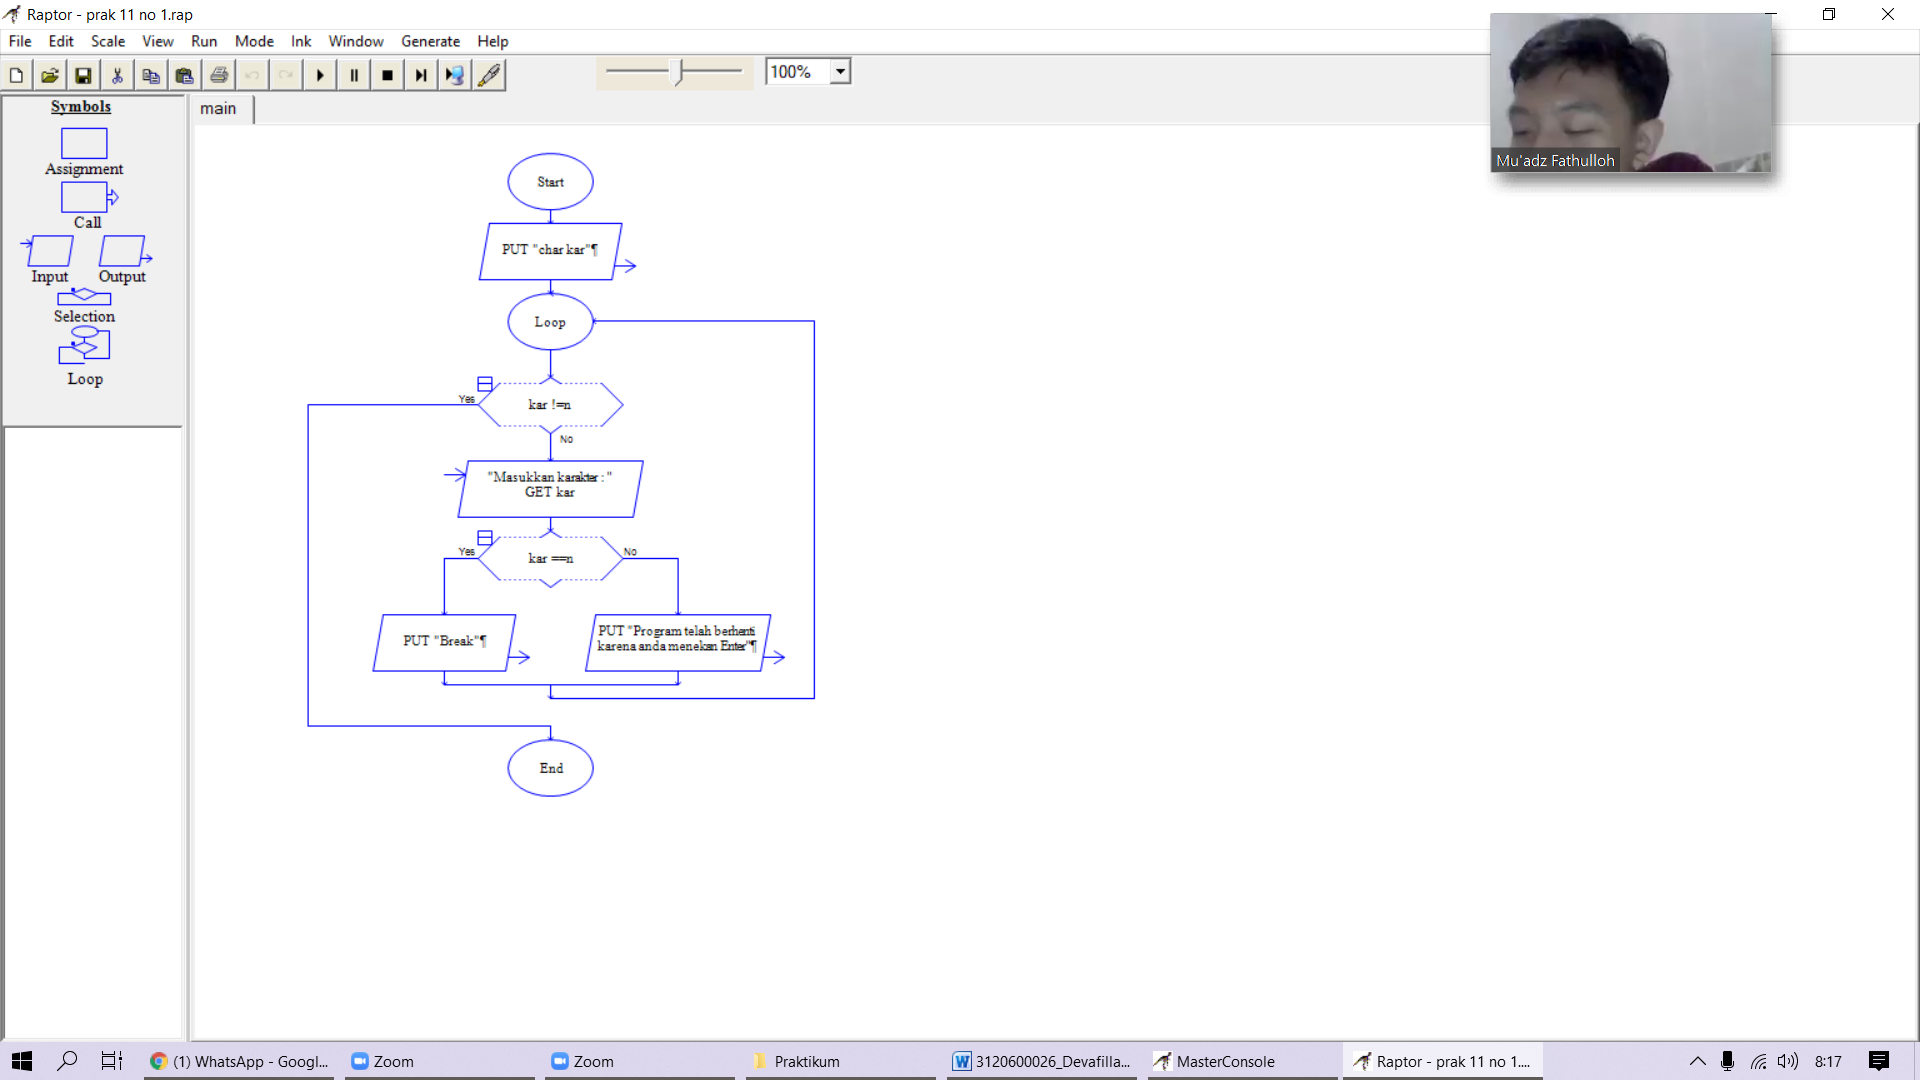 Raptor - prak 11 no 1.rap
File Edit Scale View Run Mode Ink Window Generate Help
100%
Symbols
Assignment
Call
Input Output
Selection
Loop
main
Start
PUT "char kar"¶
Loop
Yes
kar !=n
No
"Masukkan karakter : "
GET kar
Yes
kar ==n
No
PUT "Break"¶
PUT "Program telah berhenti
karena anda menekan Enter"¶
End
Mu'adz Fathulloh
(1) WhatsApp - Googl...
Zoom
Zoom
Praktikum
3120600026_Devafilla...
MasterConsole
Raptor - prak 11 no 1....
8:17